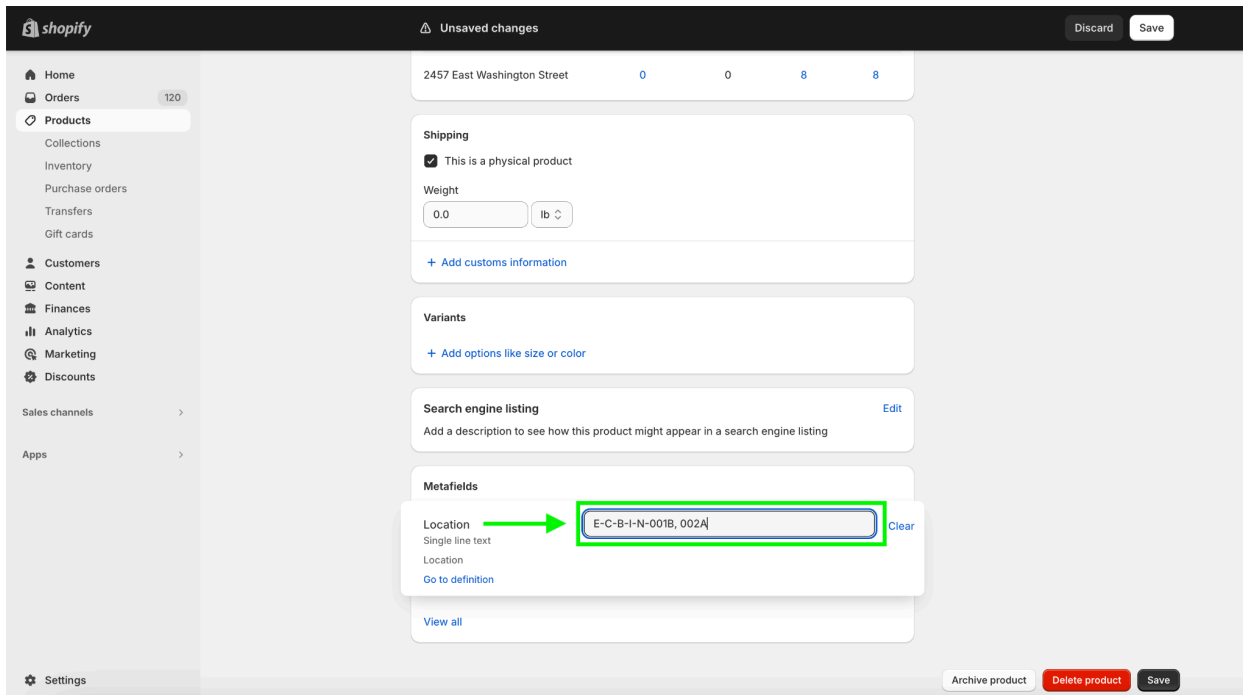 shopify
Unsaved changes
Discard
Save
Home
Orders 120
Products
Collections
Inventory
Purchase orders
Transfers
Gift cards
Customers
Content
Finances
Analytics
Marketing
Discounts
Sales channels
Apps
Settings
2457 East Washington Street 0 0 8 8
Shipping
This is a physical product
Weight
0.0 lb
+ Add customs information
Variants
+ Add options like size or color
Search engine listing Edit
Add a description to see how this product might appear in a search engine listing
Metafields
Location E-C-B-I-N-001B, 002A Clear
Single line text
Location
Go to definition
View all
Archive product Delete product Save